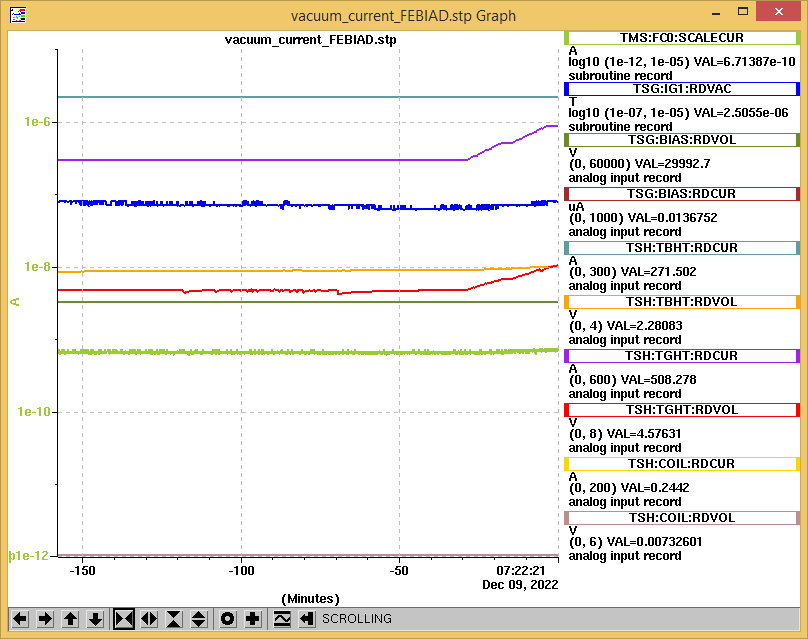 vacuum_current_FEBIAD.stp Graph
vacuum_current_FEBIAD.stp
1e-6
1e-8
A
1e-10
1e-12
-150
-100
-50
07:22:21
Dec 09, 2022
(Minutes)
TMS:FC0:SCALECUR
A
log10 (1e-12, 1e-05) VAL=6.71387e-10
subroutine record
TSG:IG1:RDVAC
T
log10 (1e-07, 1e-05) VAL=2.5055e-06
subroutine record
TSG:BIAS:RDVOL
V
(0, 60000) VAL=29992.7
analog input record
TSG:BIAS:RDCUR
uA
(0, 1000) VAL=0.0136752
analog input record
TSH:TBHT:RDCUR
A
(0, 300) VAL=271.502
analog input record
TSH:TBHT:RDVOL
V
(0, 4) VAL=2.28083
analog input record
TSH:TGHT:RDCUR
A
(0, 600) VAL=508.278
analog input record
TSH:TGHT:RDVOL
V
(0, 8) VAL=4.57631
analog input record
TSH:COIL:RDCUR
A
(0, 200) VAL=0.2442
analog input record
TSH:COIL:RDVOL
V
(0, 6) VAL=0.00732601
analog input record
SCROLLING